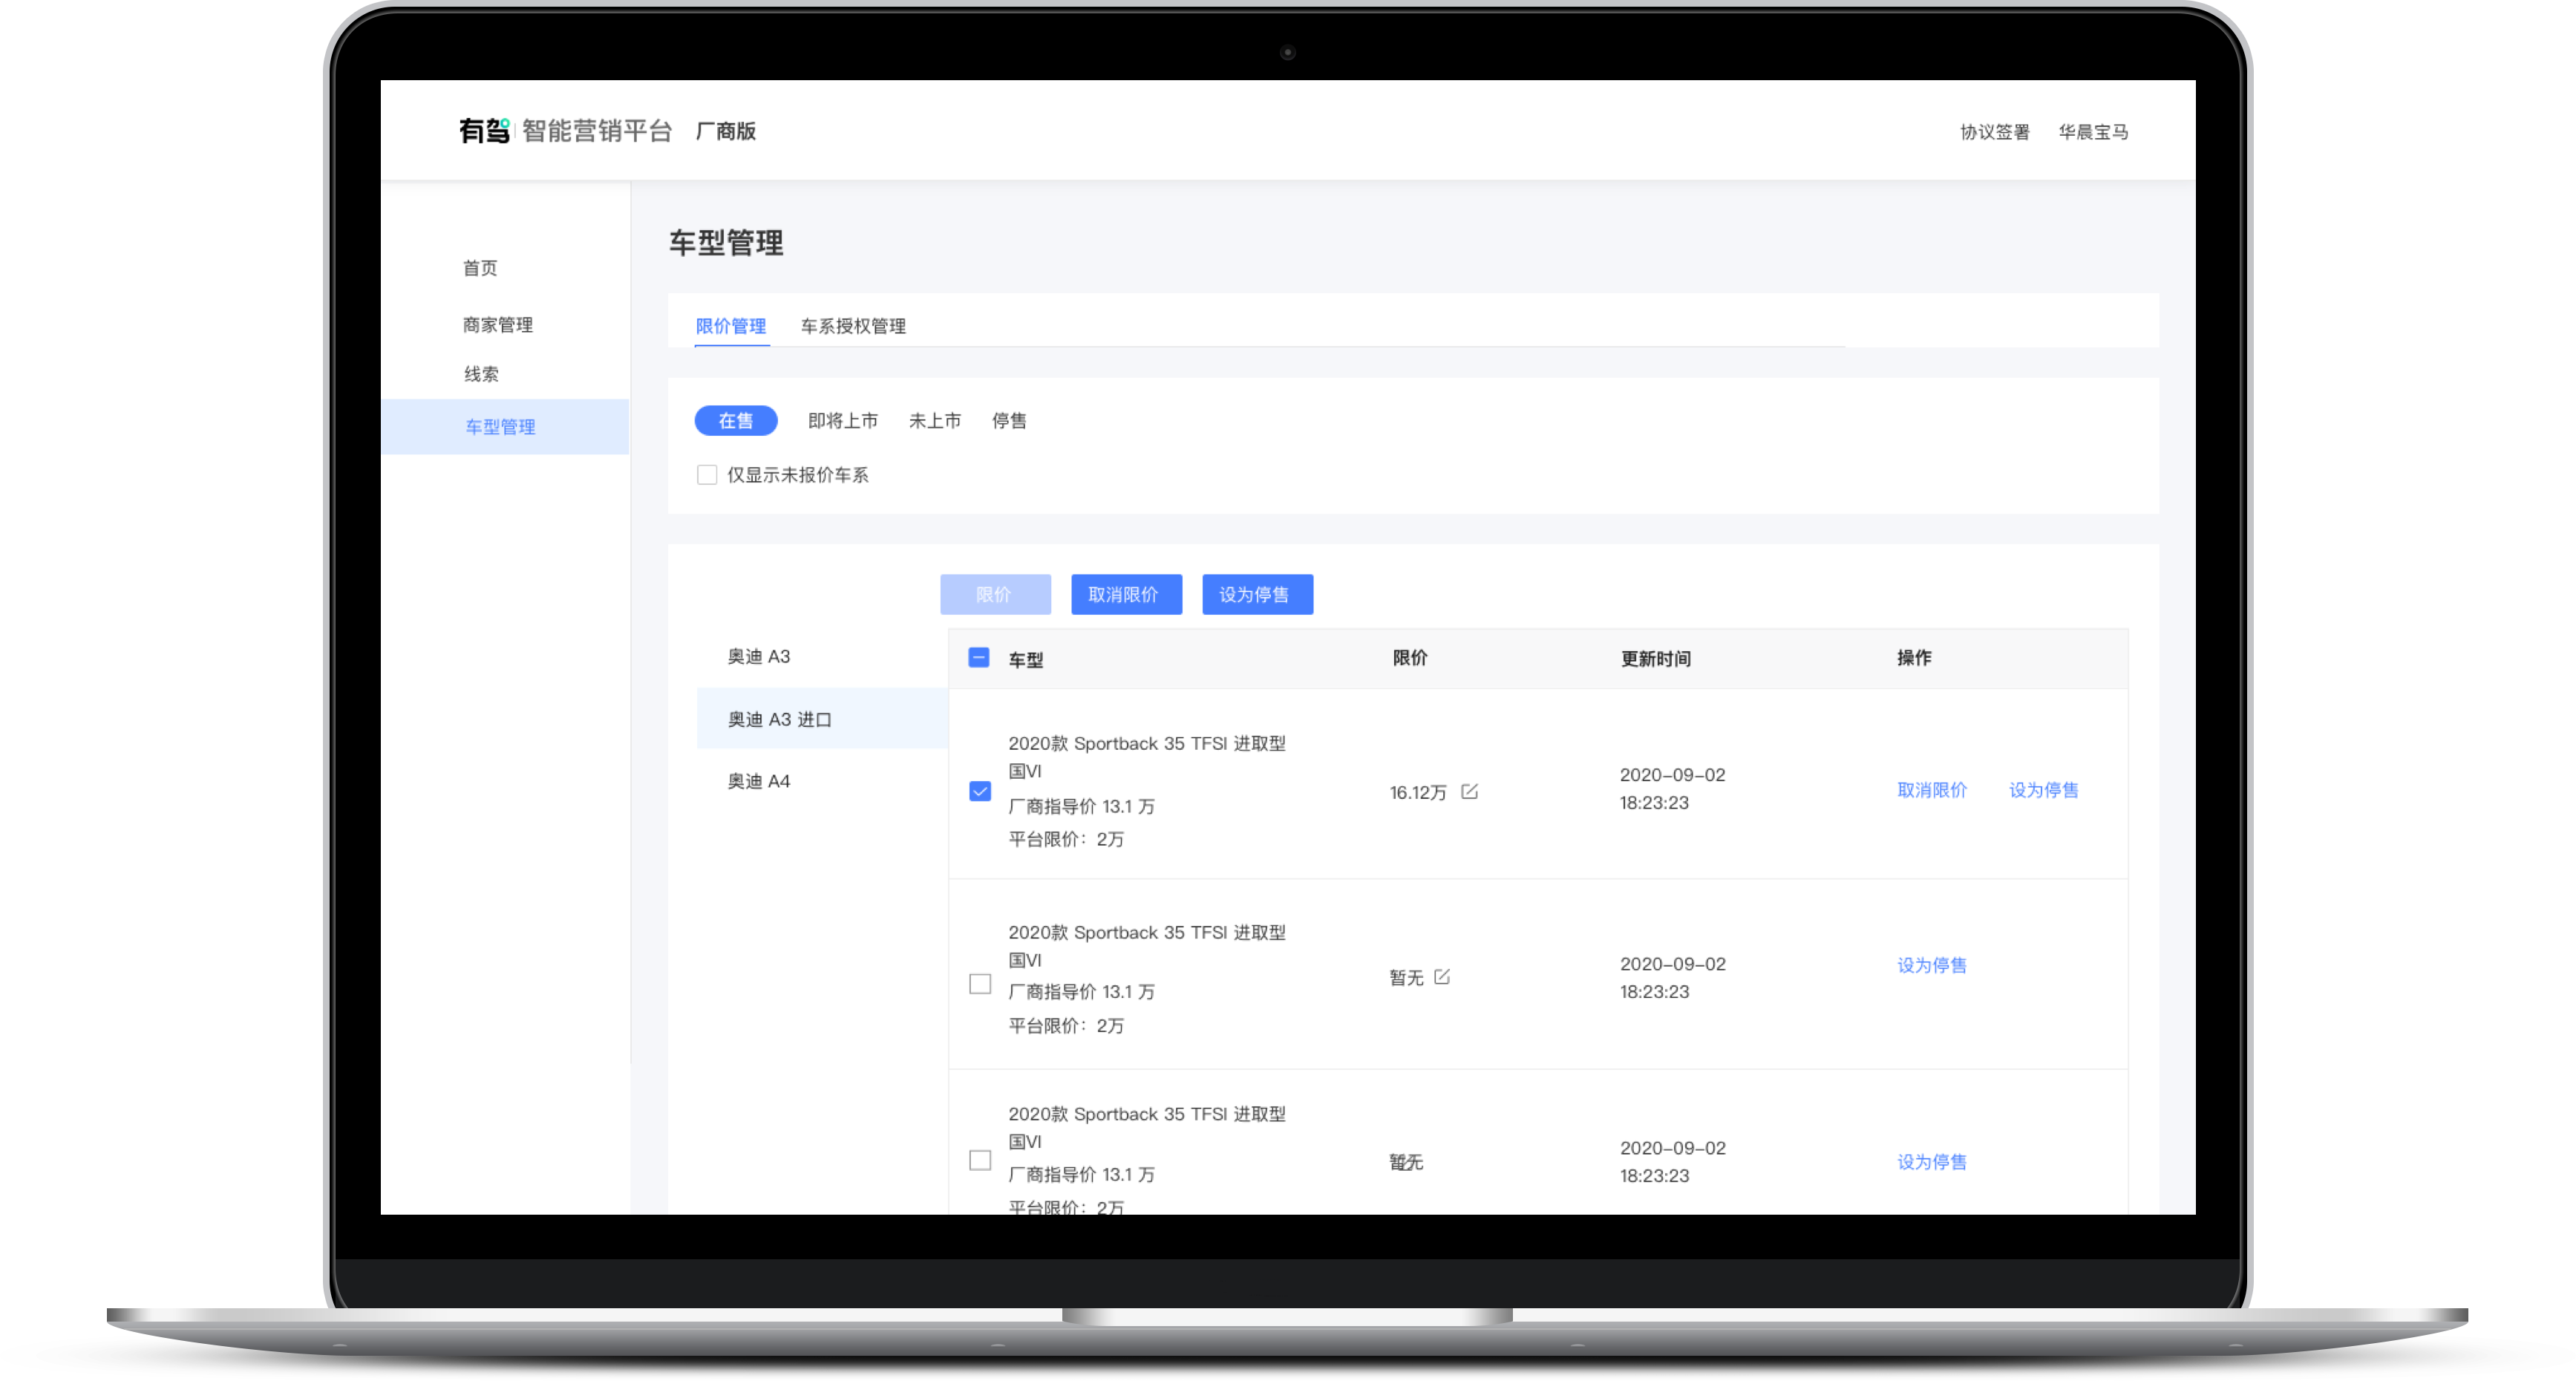 有驾 智能营销平台 厂商版
协议签署 华晨宝马
首页
商家管理
线索
车型管理
车型管理
限价管理 车系授权管理
在售 即将上市 未上市 停售
仅显示未报价车系
限价 取消限价 设为停售
奥迪 A3
奥迪 A3 进口
奥迪 A4
车型 限价 更新时间 操作
2020款 Sportback 35 TFSI 进取型
国VI
厂商指导价 13.1 万
平台限价：2万
16.12万
2020-09-02
18:23:23
取消限价 设为停售
2020款 Sportback 35 TFSI 进取型
国VI
厂商指导价 13.1 万
平台限价：2万
暂无
2020-09-02
18:23:23
设为停售
2020款 Sportback 35 TFSI 进取型
国VI
厂商指导价 13.1 万
平台限价：2万
暂无
2020-09-02
18:23:23
设为停售